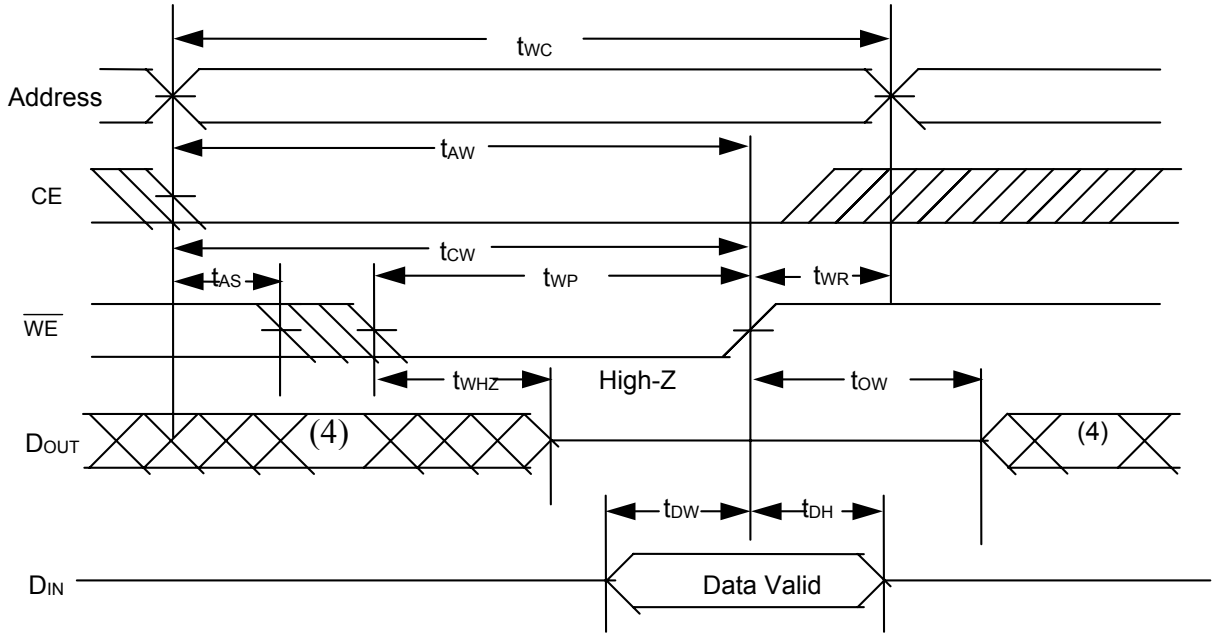 tWC
Address
tAW
CE
tCW
tAS
tWP
tWR
WE
tWHZ
High-Z
tOW
DOUT
(4)
(4)
tDW
tDH
DIN
Data Valid